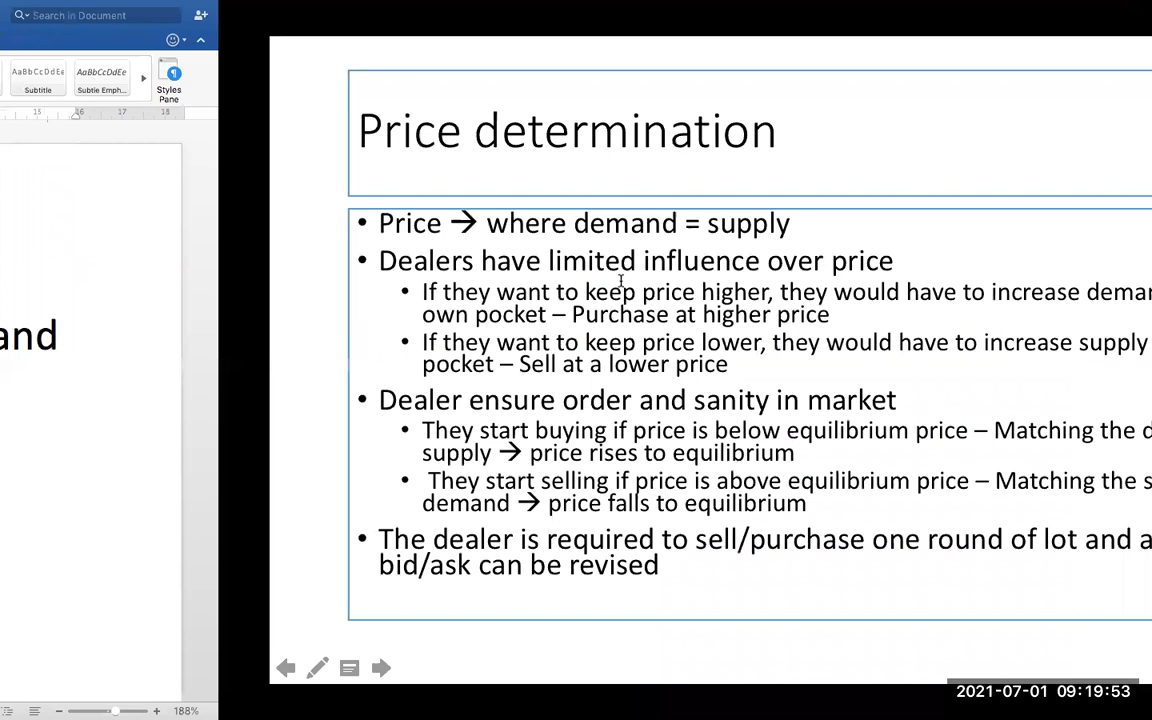 Search in Document
AaBbCcDdEe
AaBbCcDdEe
Subtitle
Subtle Emph...
Styles
Pane
15
16
17
18
and
188%
Price determination
• Price → where demand = supply
• Dealers have limited influence over price
• If they want to keep price higher, they would have to increase
own pocket – Purchase at higher price
• If they want to keep price lower, they would have to increase supply
pocket – Sell at a lower price
• Dealer ensure order and sanity in market
• They start buying if price is below equilibrium price – Matching the
supply → price rises to equilibrium
• They start selling if price is above equilibrium price – Matching the
demand → price falls to equilibrium
• The dealer is required to sell/purchase one round of lot and
bid/ask can be revised
2021-07-01 09:19:53